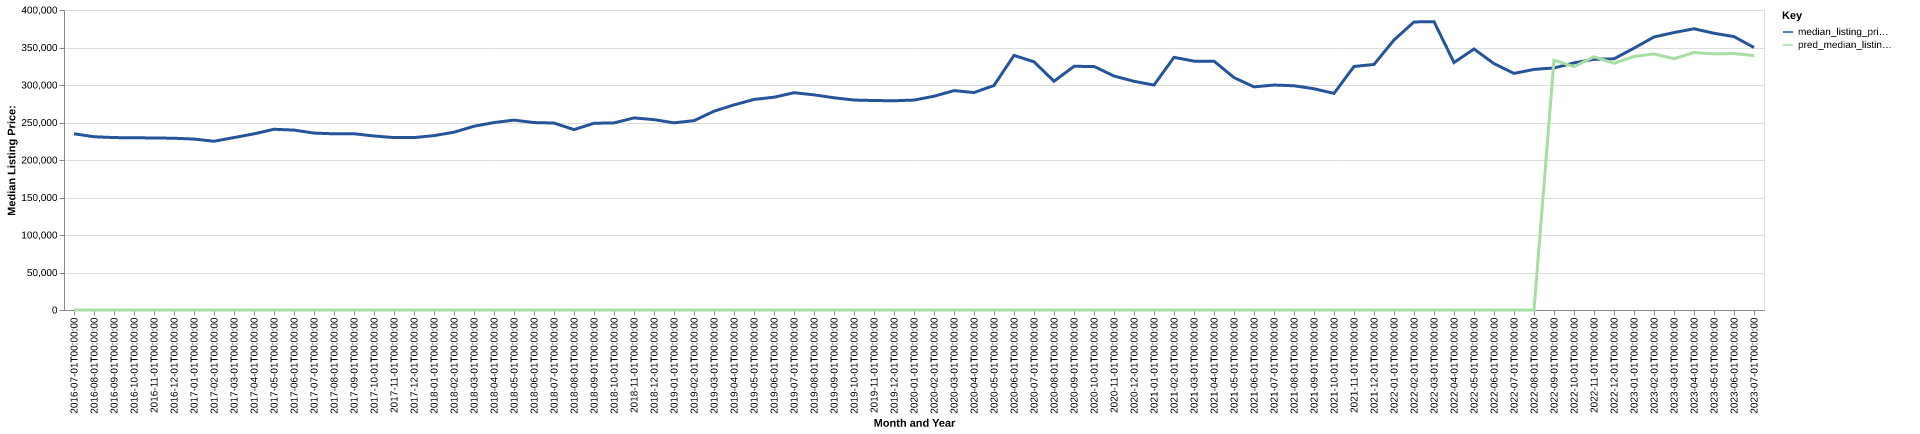 400,000
350,000
300,000
250,000
200,000
150,000
100,000
50,000
0
Median Listing Price:
2016-07-01T00:00:00
2016-08-01T00:00:00
2016-09-01T00:00:00
2016-10-01T00:00:00
2016-11-01T00:00:00
2016-12-01T00:00:00
2017-01-01T00:00:00
2017-02-01T00:00:00
2017-03-01T00:00:00
2017-04-01T00:00:00
2017-05-01T00:00:00
2017-06-01T00:00:00
2017-07-01T00:00:00
2017-08-01T00:00:00
2017-09-01T00:00:00
2017-10-01T00:00:00
2017-11-01T00:00:00
2017-12-01T00:00:00
2018-01-01T00:00:00
2018-02-01T00:00:00
2018-03-01T00:00:00
2018-04-01T00:00:00
2018-05-01T00:00:00
2018-06-01T00:00:00
2018-07-01T00:00:00
2018-08-01T00:00:00
2018-09-01T00:00:00
2018-10-01T00:00:00
2018-11-01T00:00:00
2018-12-01T00:00:00
2019-01-01T00:00:00
2019-02-01T00:00:00
2019-03-01T00:00:00
2019-04-01T00:00:00
2019-05-01T00:00:00
2019-06-01T00:00:00
2019-07-01T00:00:00
2019-08-01T00:00:00
2019-09-01T00:00:00
2019-10-01T00:00:00
2019-11-01T00:00:00
2019-12-01T00:00:00
2020-01-01T00:00:00
2020-02-01T00:00:00
2020-03-01T00:00:00
2020-04-01T00:00:00
2020-05-01T00:00:00
2020-06-01T00:00:00
2020-07-01T00:00:00
2020-08-01T00:00:00
2020-09-01T00:00:00
2020-10-01T00:00:00
2020-11-01T00:00:00
2020-12-01T00:00:00
2021-01-01T00:00:00
2021-02-01T00:00:00
2021-03-01T00:00:00
2021-04-01T00:00:00
2021-05-01T00:00:00
2021-06-01T00:00:00
2021-07-01T00:00:00
2021-08-01T00:00:00
2021-09-01T00:00:00
2021-10-01T00:00:00
2021-11-01T00:00:00
2021-12-01T00:00:00
2022-01-01T00:00:00
2022-02-01T00:00:00
2022-03-01T00:00:00
2022-04-01T00:00:00
2022-05-01T00:00:00
2022-06-01T00:00:00
2022-07-01T00:00:00
2022-08-01T00:00:00
2022-09-01T00:00:00
2022-10-01T00:00:00
2022-11-01T00:00:00
2022-12-01T00:00:00
2023-01-01T00:00:00
2023-02-01T00:00:00
2023-03-01T00:00:00
2023-04-01T00:00:00
2023-05-01T00:00:00
2023-06-01T00:00:00
2023-07-01T00:00:00
Month and Year
Key
median_listing_pri…
pred_median_listin…